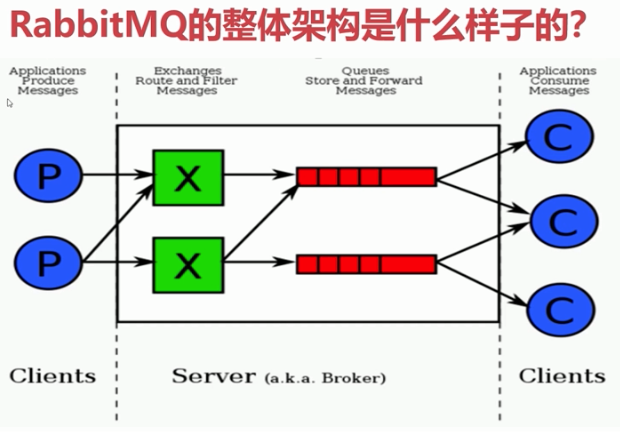 RabbitMQ的整体架构是什么样子的?
Applications
Produce
Messages
Exchanges
Route and Filter
Messages
Queues
Store and Forward
Messages
Applications
Consume
Messages
P
X
C
C
P
X
C
Clients
Server (a.k.a. Broker)
Clients